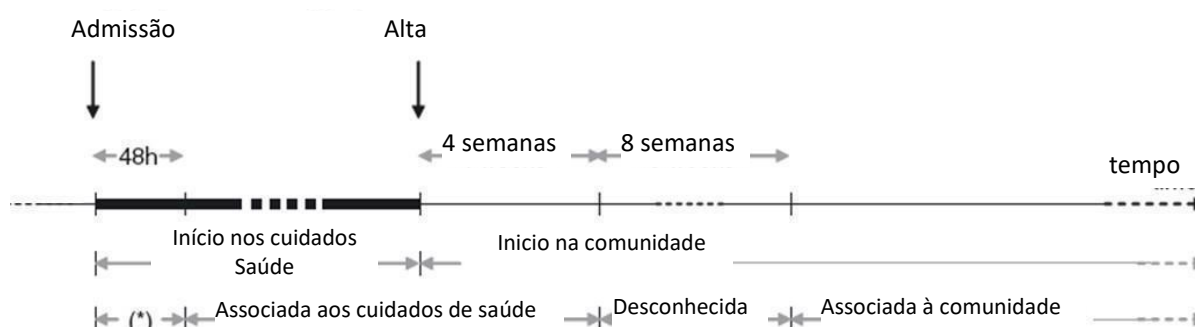 Admissão Alta
48h 4 semanas 8 semanas
tempo
Início nos cuidados
Saúde
Inicio na comunidade
(*) Associada aos cuidados de saúde Desconhecida Associada à comunidade